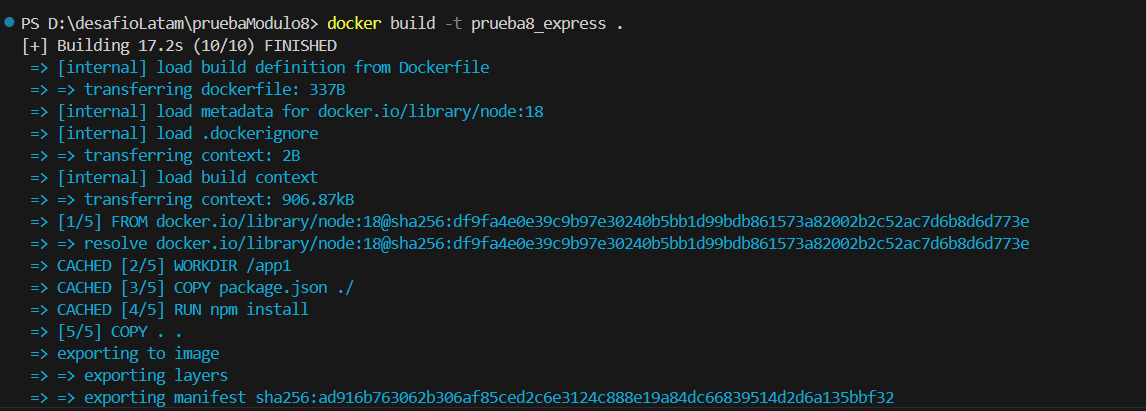 PS D:\desafioLatam\pruebaModulo8> docker build -t prueba8_express .
[+] Building 17.2s (10/10) FINISHED
=> [internal] load build definition from Dockerfile
=> => transferring dockerfile: 337B
=> [internal] load metadata for docker.io/library/node:18
=> [internal] load .dockerignore
=> => transferring context: 2B
=> [internal] load build context
=> => transferring context: 906.87kB
=> [1/5] FROM docker.io/library/node:18@sha256:df9fa4e0e39c9b97e30240b5bb1d99bdb861573a82002b2c52ac7d6b8d6d773e
=> => resolve docker.io/library/node:18@sha256:df9fa4e0e39c9b97e30240b5bb1d99bdb861573a82002b2c52ac7d6b8d6d773e
=> CACHED [2/5] WORKDIR /app1
=> CACHED [3/5] COPY package.json ./
=> CACHED [4/5] RUN npm install
=> [5/5] COPY . .
=> exporting to image
=> => exporting layers
=> => exporting manifest sha256:ad916b763062b306af85ced2c6e3124c888e19a84dc66839514d2d6a135bbf32